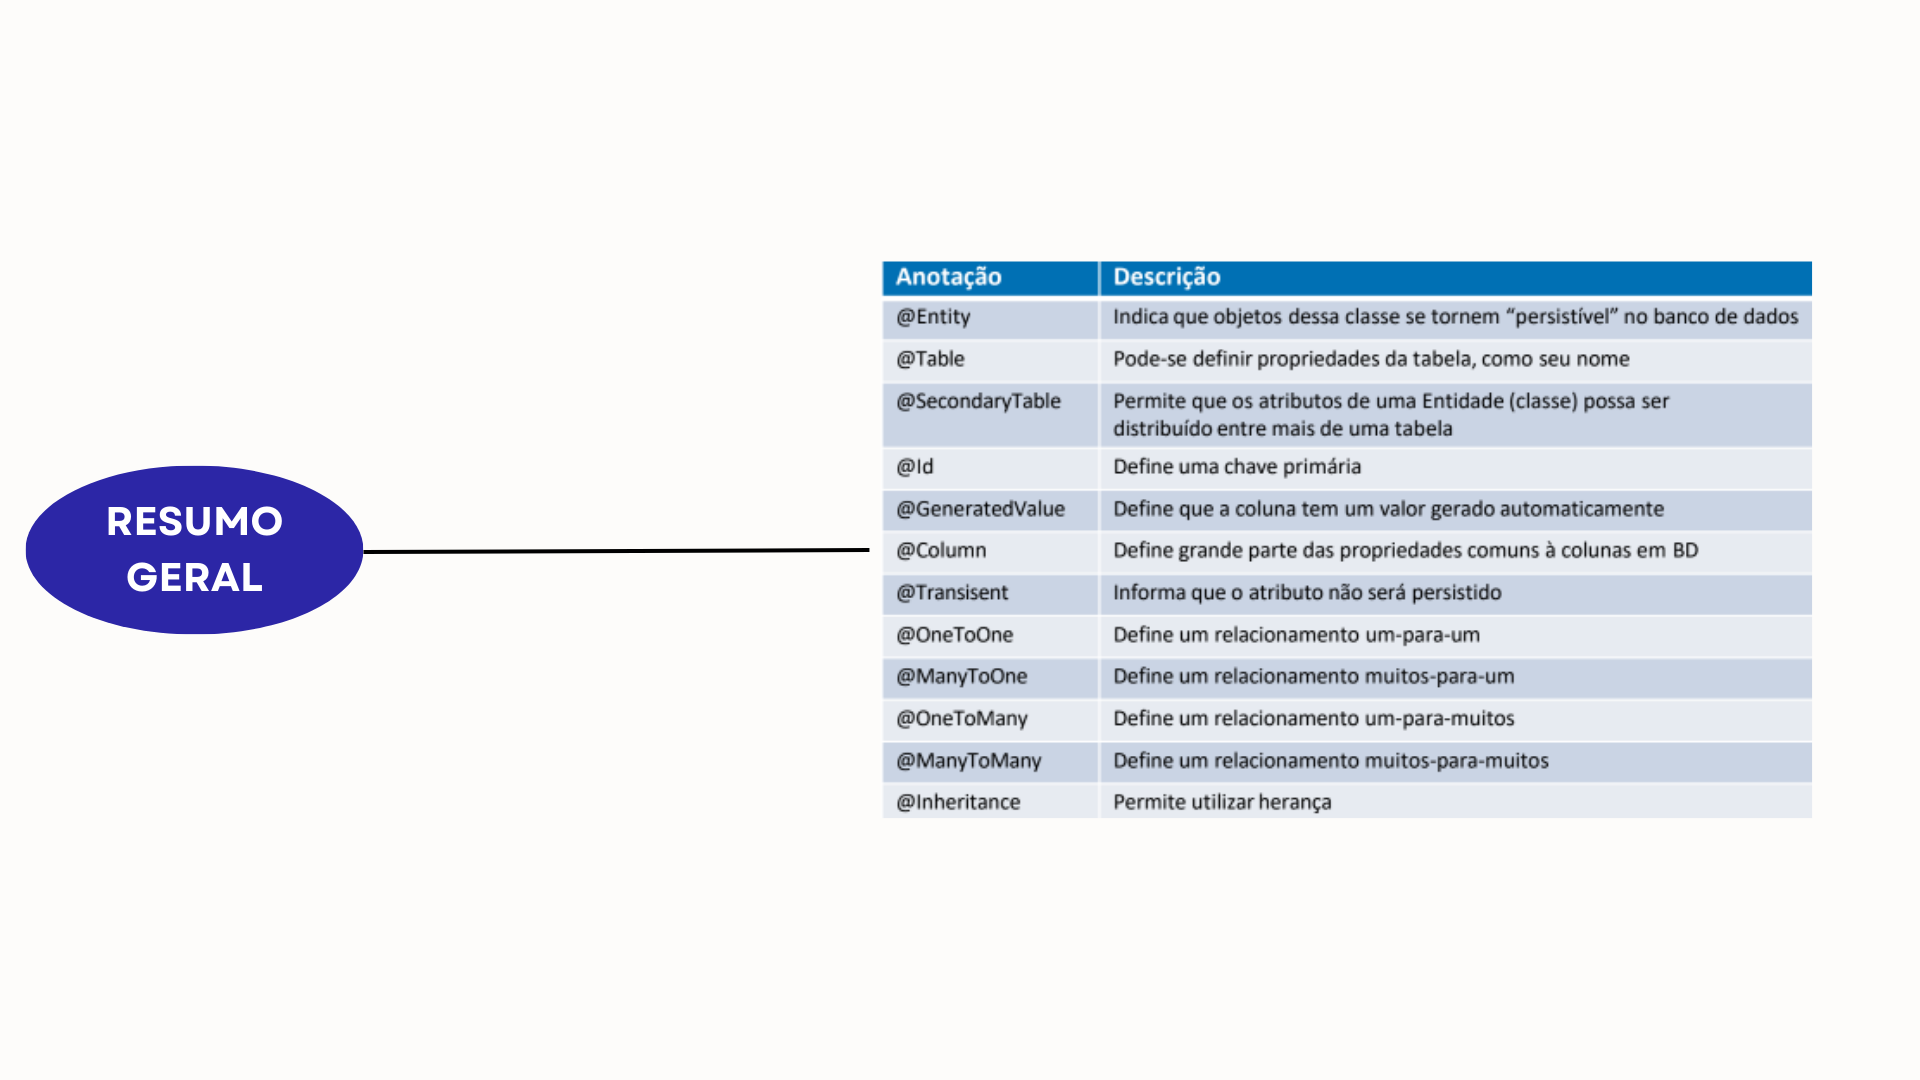 RESUMO
GERAL
Anotação Descrição
@Entity Indica que objetos dessa classe se tornem “persistível” no banco de dados
@Table Pode-se definir propriedades da tabela, como seu nome
@SecondaryTable Permite que os atributos de uma Entidade (classe) possa ser
distribuído entre mais de uma tabela
@Id Define uma chave primária
@GeneratedValue Define que a coluna tem um valor gerado automaticamente
@Column Define grande parte das propriedades comuns à colunas em BD
@Transisent Informa que o atributo não será persistido
@OneToOne Define um relacionamento um-para-um
@ManyToOne Define um relacionamento muitos-para-um
@OneToMany Define um relacionamento um-para-muitos
@ManyToMany Define um relacionamento muitos-para-muitos
@Inheritance Permite utilizar herança